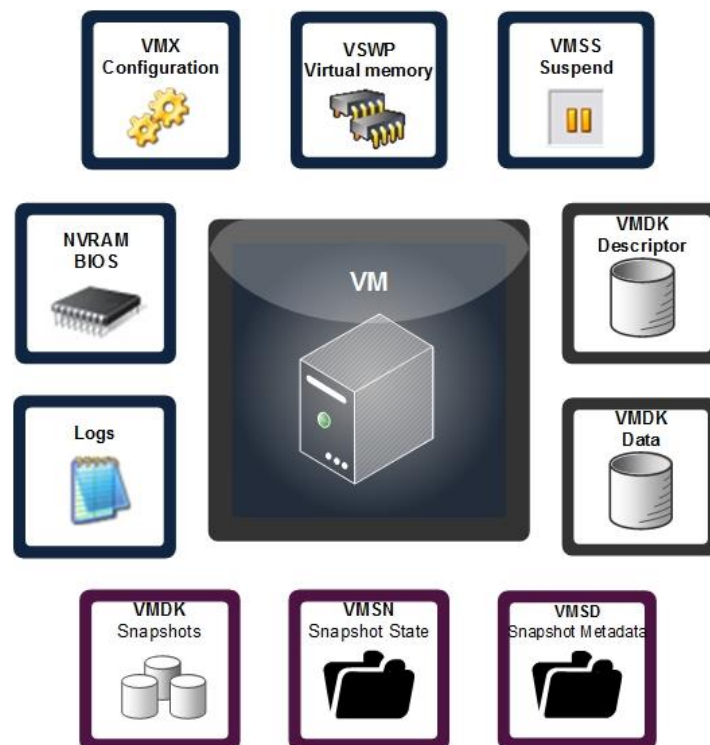 VMX
Configuration
VSWP
Virtual memory
VMSS
Suspend
NVRAM
BIOS
VM
VMDK
Descriptor
Logs
VMDK
Data
VMDK
Snapshots
VMSN
Snapshot State
VMSD
Snapshot Metadata